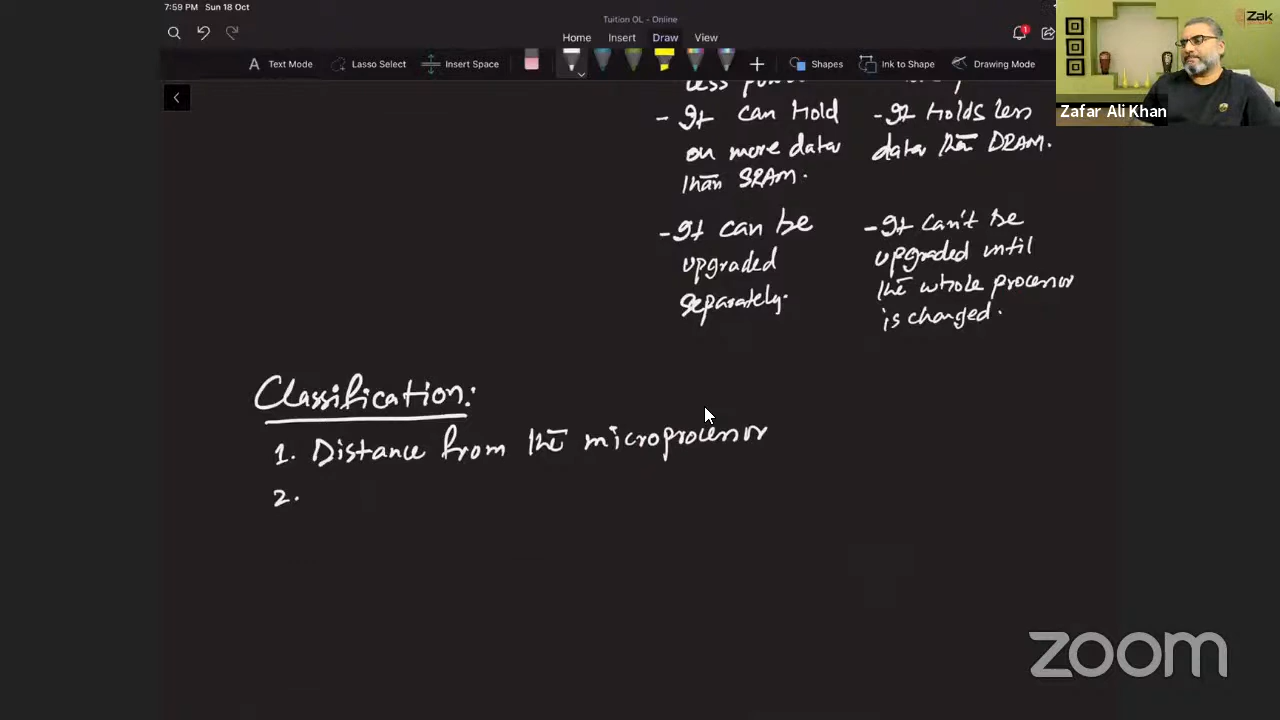 7:59 PM Sun 18 Oct
Tuition OL - Online
Home Insert Draw View
1
Zak
Text Mode Lasso Select Insert Space Shapes Ink to Shape Drawing Mode
Zafar Ali Khan
less
- It can Hold
on more data
than SRAM.
- It Holds less
data than DRAM.
- It can be
upgraded
separately.
- It can't be
upgraded until
the whole processor
is changed.
Classification:
1. Distance from the microprocessor
2.
zoom